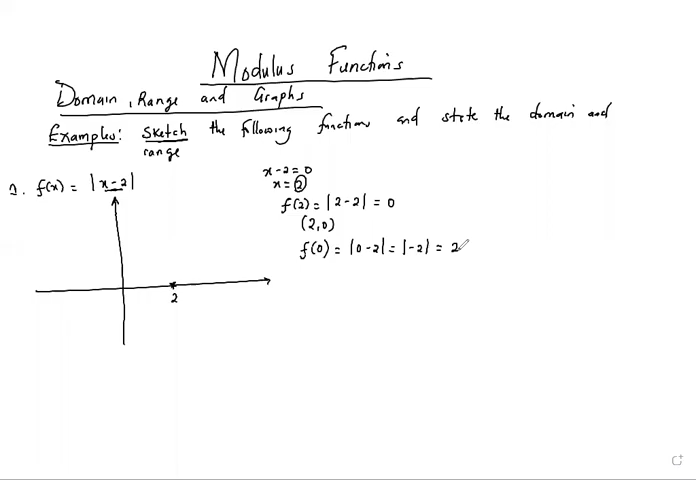 Modulus Functions
Domain, Range and Graphs
Examples: Sketch the following functions and state the domain and
range
1. f(x) = |x-2|
x-2=0
x=2
f(2) = |2-2| = 0
(2,0)
f(0) = |0-2| = |-2| = 2
2